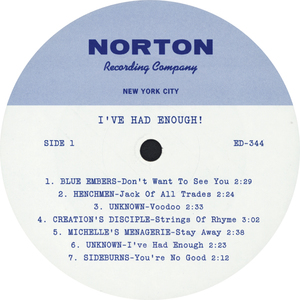 NORTON
Recording Company
NEW YORK CITY
I'VE HAD ENOUGH!
SIDE 1 ED-344
1. BLUE EMBERS-Don't Want To See You 2:29
2. HENCHMEN-Jack Of All Trades 2:24
3. UNKNOWN-Voodoo 2:33
4. CREATION'S DISCIPLE-Strings Of Rhyme 3:02
5. MICHELLE'S MENAGERIE-Stay Away 2:38
6. UNKNOWN-I've Had Enough 2:23
7. SIDEBURNS-You're No Good 2:12